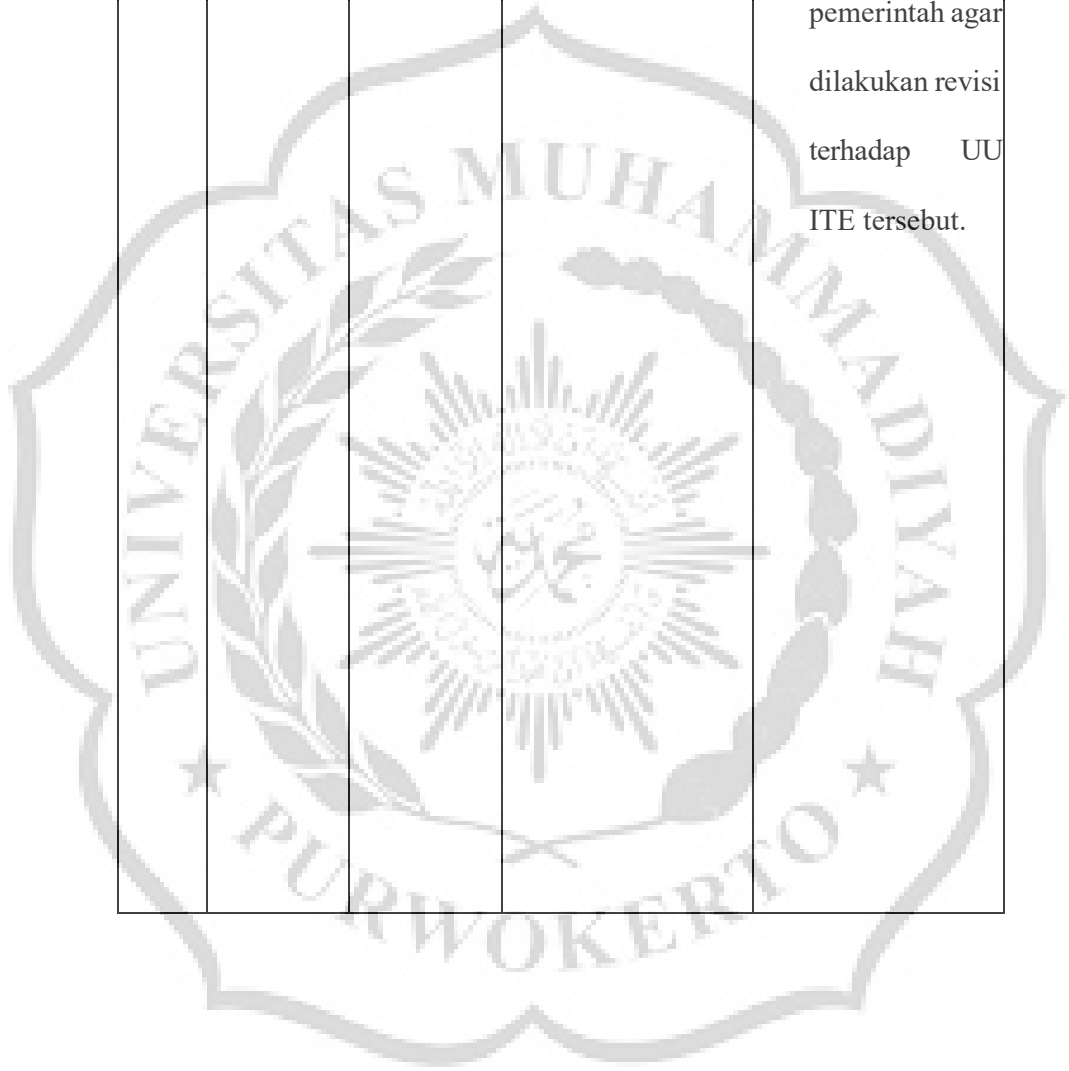 pemerintah agar
dilakukan revisi
terhadap UU
ITE tersebut.
UNIVERSITAS MUHAMMADIYAH
PURWOKERTO